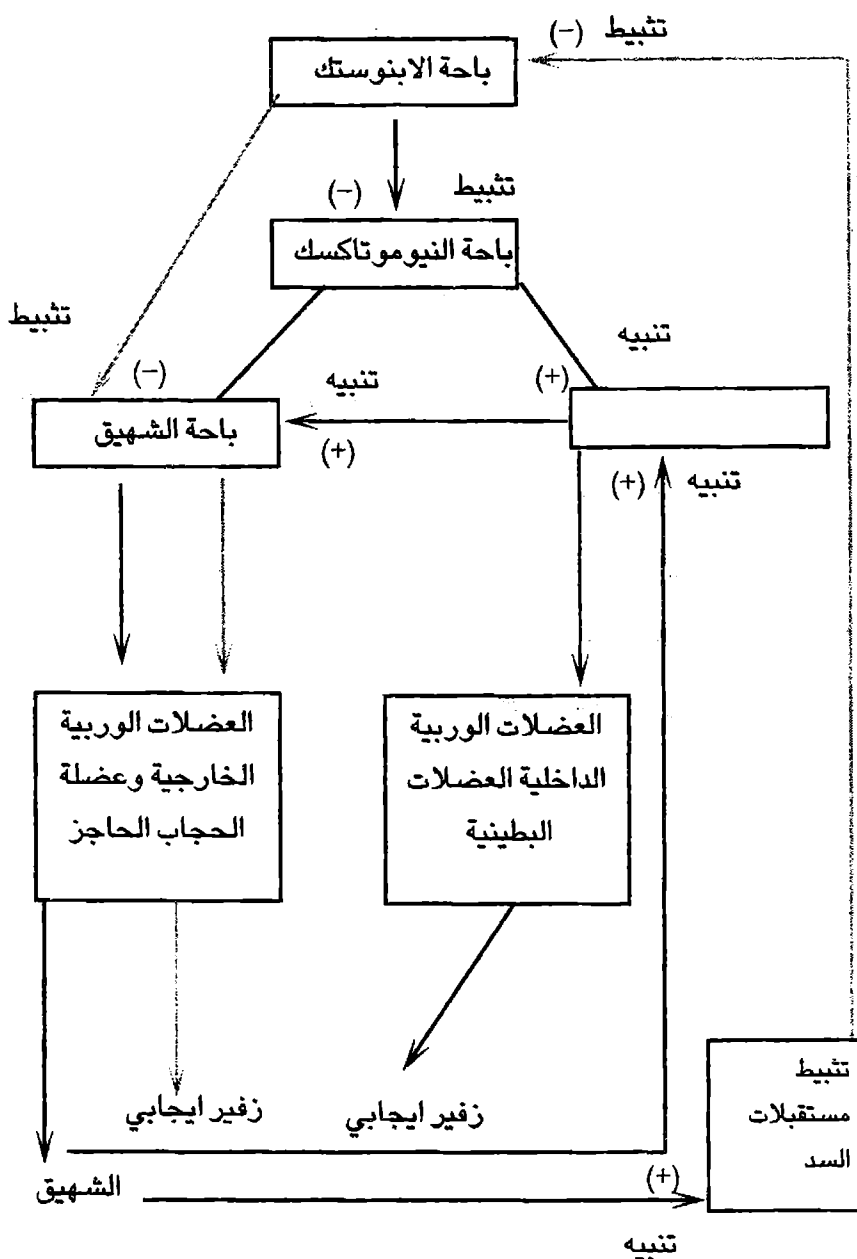 تثبيط (-)
باحة الابنوستك
تثبيط (-)
باحة النيوموتاكسك
تثبيط (-)
تنبيه (+)
تنبيه (+)
باحة الشهيق
تنبيه (+)
العضلات الوربية
الخارجية وعضلة
الحجاب الحاجز
العضلات الوربية
الداخلية العضلات
البطينية
زفير ايجابي
زفير ايجابي
تثبيط
مستقبلات
السد
الشهيق
(+)
تنبيه